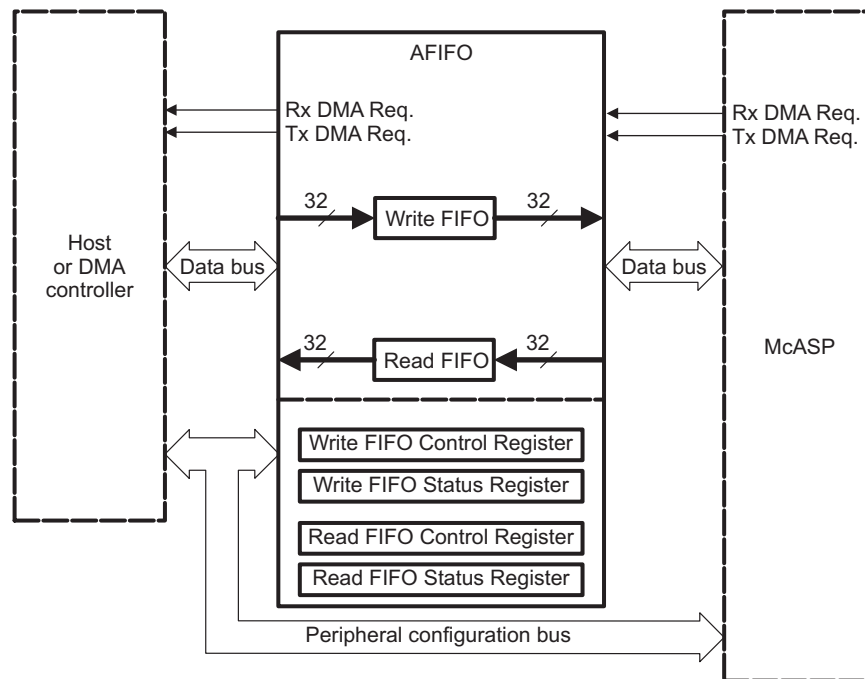 AFIFO
Rx DMA Req.
Tx DMA Req.
Rx DMA Req.
Tx DMA Req.
32
Write FIFO
32
Host
or DMA
controller
Data bus
Data bus
32
Read FIFO
32
McASP
Write FIFO Control Register
Write FIFO Status Register
Read FIFO Control Register
Read FIFO Status Register
Peripheral configuration bus